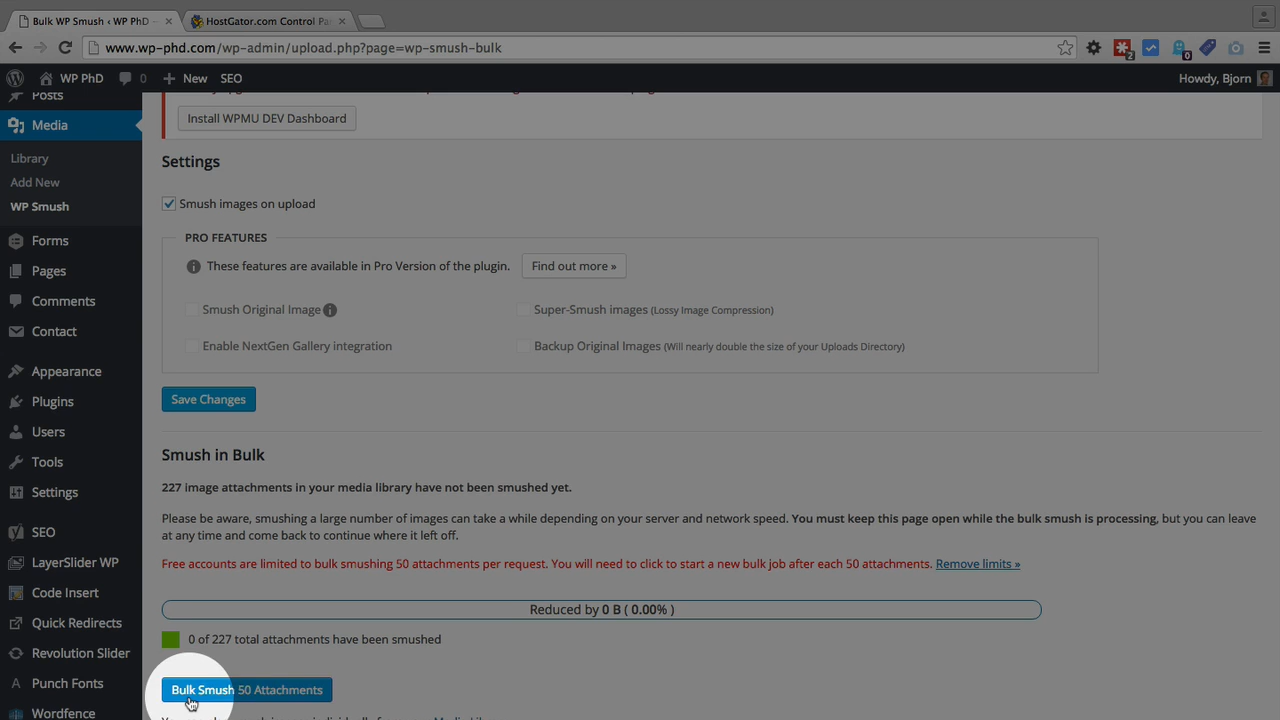 Bulk WP Smush ‹ WP PhD —
HostGator.com Control Pa
www.wp-phd.com/wp-admin/upload.php?page=wp-smush-bulk
2
0
WP PhD
0
New
SEO
Howdy, Bjorn
Posts
Media
Library
Add New
WP Smush
Forms
Pages
Comments
Contact
Appearance
Plugins
Users
Tools
Settings
SEO
LayerSlider WP
Code Insert
Quick Redirects
Revolution Slider
Punch Fonts
Wordfence
Install WPMU DEV Dashboard
Settings
Smush images on upload
PRO FEATURES
These features are available in Pro Version of the plugin.
Find out more »
Smush Original Image
Super-Smush images (Lossy Image Compression)
Enable NextGen Gallery integration
Backup Original Images (Will nearly double the size of your Uploads Directory)
Save Changes
Smush in Bulk
227 image attachments in your media library have not been smushed yet.
Please be aware, smushing a large number of images can take a while depending on your server and network speed. You must keep this page open while the bulk smush is processing, but you can leave
at any time and come back to continue where it left off.
Free accounts are limited to bulk smushing 50 attachments per request. You will need to click to start a new bulk job after each 50 attachments. Remove limits »
Reduced by 0 B ( 0.00% )
0 of 227 total attachments have been smushed
Bulk Smush 50 Attachments